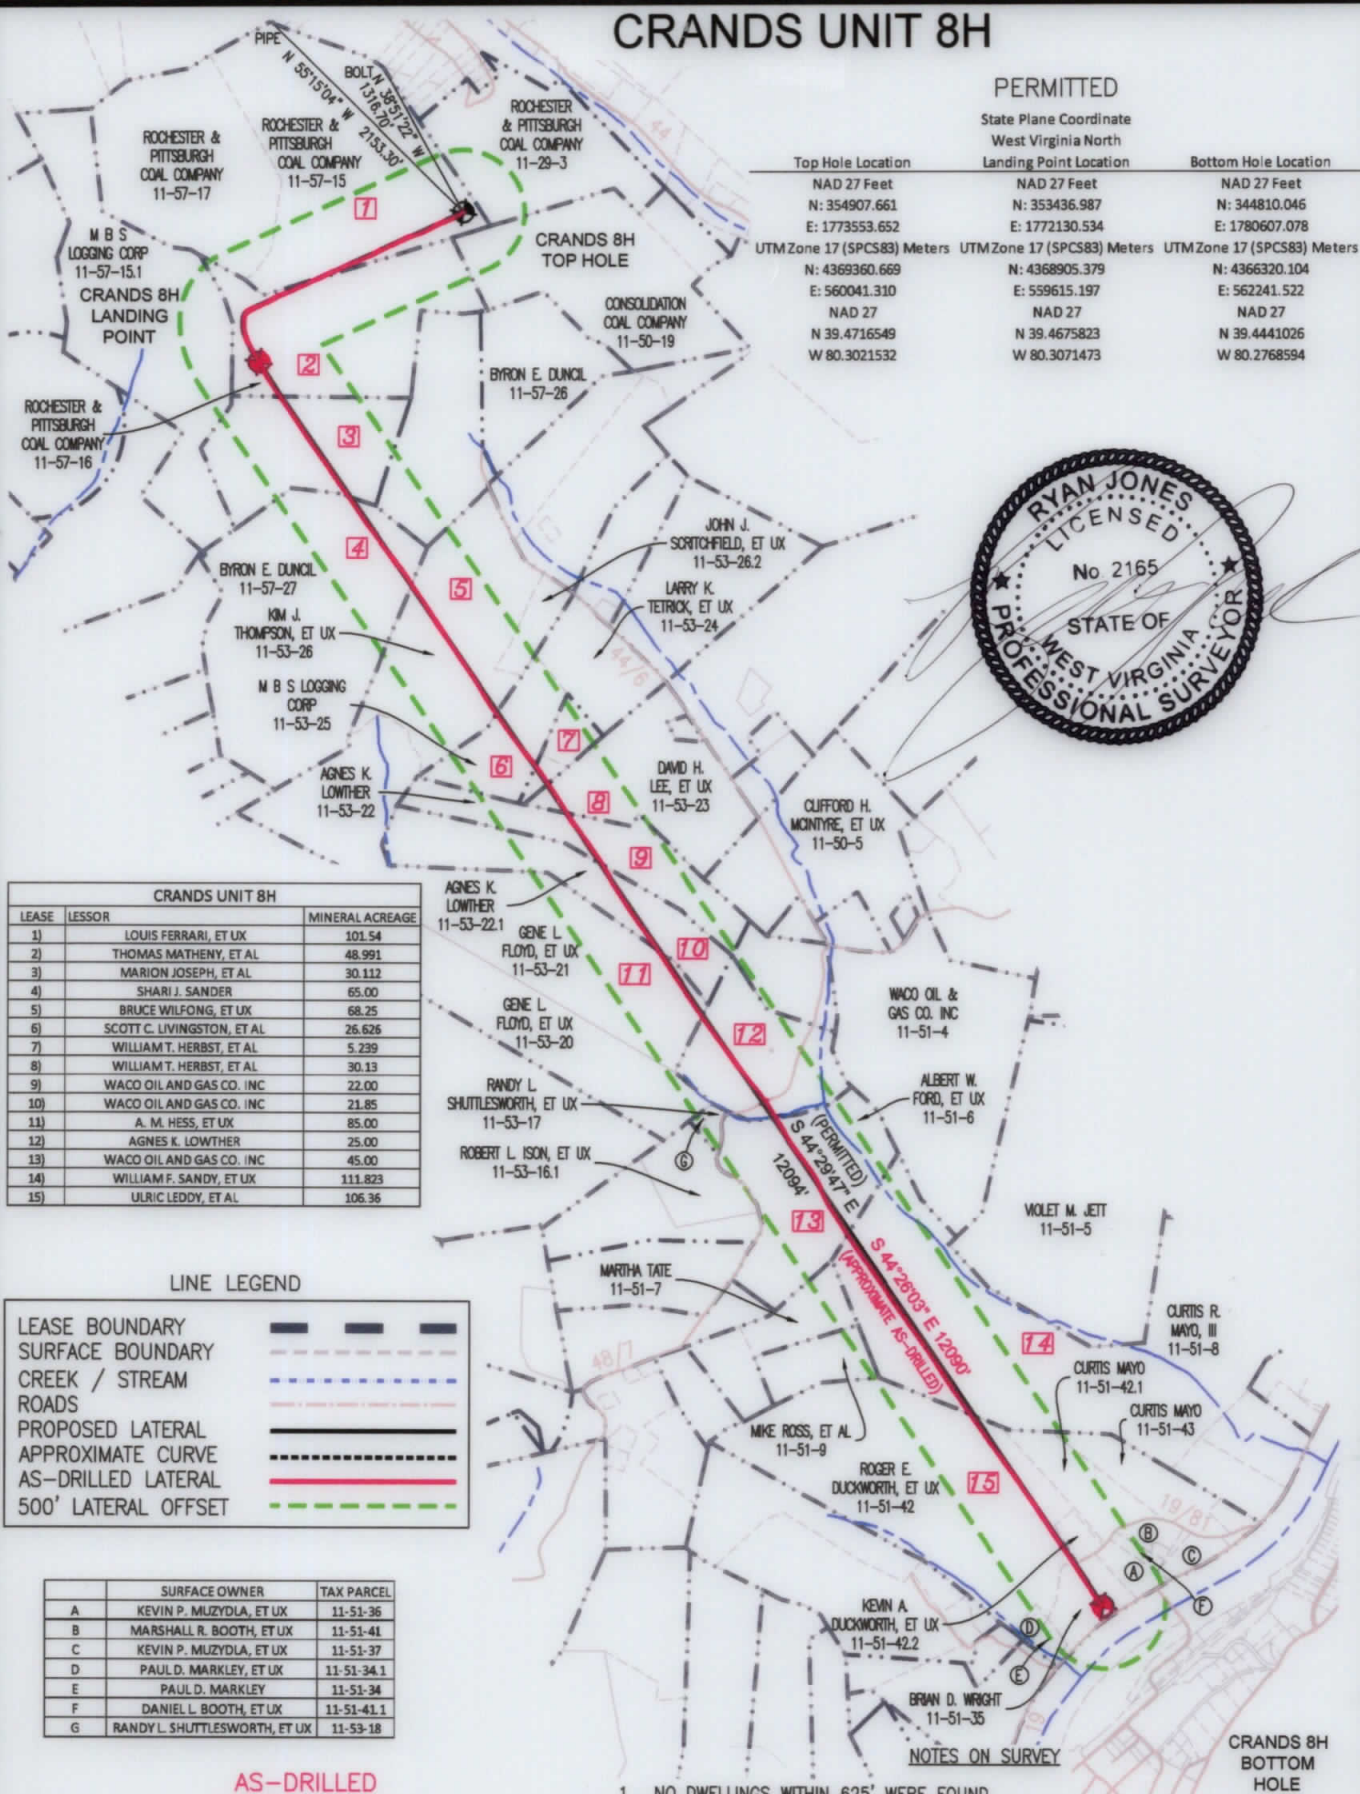 CRANDS UNIT 8H
PERMITTED
State Plane Coordinate
West Virginia North
Top Hole Location Landing Point Location Bottom Hole Location
NAD 27 Feet NAD 27 Feet NAD 27 Feet
N: 354907.661 N: 353436.987 N: 344810.046
E: 1773553.652 E: 1772130.534 E: 1780607.078
UTM Zone 17 (SPCS83) Meters UTM Zone 17 (SPCS83) Meters UTM Zone 17 (SPCS83) Meters
N: 4369360.669 N: 4368905.379 N: 4366320.104
E: 560041.310 E: 559615.197 E: 562241.522
NAD 27 NAD 27 NAD 27
N 39.4716549 N 39.4675823 N 39.4441026
W 80.3021532 W 80.3071473 W 80.2768594
PIPE
N 55°15'04" W 2153.30'
BOLT
N 38°51'22" W
1316.70'
ROCHESTER &
PITTSBURGH
COAL COMPANY
11-57-17
ROCHESTER &
PITTSBURGH
COAL COMPANY
11-57-15
ROCHESTER
& PITTSBURGH
COAL COMPANY
11-29-3
44
1
M B S
LOGGING CORP
11-57-15.1
CRANDS 8H
TOP HOLE
CRANDS 8H
LANDING
POINT
CONSOLIDATION
COAL COMPANY
11-50-19
2
BYRON E. DUNCIL
11-57-26
ROCHESTER &
PITTSBURGH
COAL COMPANY
11-57-16
3
RYAN JONES
LICENSED
No. 2165
STATE OF
WEST VIRGINIA
PROFESSIONAL SURVEYOR
4
JOHN J.
SCRITCHFIELD, ET UX
11-53-26.2
BYRON E. DUNCIL
11-57-27
5
LARRY K.
TETRICK, ET UX
11-53-24
KIM J.
THOMPSON, ET UX
11-53-26
44/6
M B S LOGGING
CORP
11-53-25
7
6
AGNES K.
LOWTHER
11-53-22
DAVID H.
LEE, ET UX
11-53-23
8
CLIFFORD H.
MCINTYRE, ET UX
11-50-5
9
CRANDS UNIT 8H
LEASE LESSOR MINERAL ACREAGE
1) LOUIS FERRARI, ET UX 101.54
2) THOMAS MATHENY, ET AL 48.991
3) MARION JOSEPH, ET AL 30.112
4) SHARI J. SANDER 65.00
5) BRUCE WILFONG, ET UX 68.25
6) SCOTT C. LIVINGSTON, ET AL 26.626
7) WILLIAM T. HERBST, ET AL 5.239
8) WILLIAM T. HERBST, ET AL 30.13
9) WACO OIL AND GAS CO. INC 22.00
10) WACO OIL AND GAS CO. INC 21.85
11) A. M. HESS, ET UX 85.00
12) AGNES K. LOWTHER 25.00
13) WACO OIL AND GAS CO. INC 45.00
14) WILLIAM F. SANDY, ET UX 111.823
15) ULRIC LEDDY, ET AL 106.36
AGNES K.
LOWTHER
11-53-22.1
GENE L.
FLOYD, ET UX
11-53-21
10
11
GENE L.
FLOYD, ET UX
11-53-20
WACO OIL &
GAS CO. INC
11-51-4
12
RANDY L.
SHUTTLESWORTH, ET UX
11-53-17
ALBERT W.
FORD, ET UX
11-51-6
ROBERT L. ISON, ET UX
11-53-16.1
G
(PERMITTED)
S 44°29'47" E
12094'
13
VIOLET M. JETT
11-51-5
S 44°26'03" E 12090'
(APPROXIMATE AS-DRILLED)
MARTHA TATE
11-51-7
CURTIS R.
MAYO, III
11-51-8
14
48/7
CURTIS MAYO
11-51-42.1
CURTIS MAYO
11-51-43
MIKE ROSS, ET AL
11-51-9
ROGER E.
DUCKWORTH, ET UX
11-51-42
15
19/81
B
C
A
F
KEVIN A.
DUCKWORTH, ET UX
11-51-42.2
D
E
BRIAN D. WRIGHT
11-51-35
19
LINE LEGEND
LEASE BOUNDARY
SURFACE BOUNDARY
CREEK / STREAM
ROADS
PROPOSED LATERAL
APPROXIMATE CURVE
AS-DRILLED LATERAL
500' LATERAL OFFSET
SURFACE OWNER TAX PARCEL
A KEVIN P. MUZYDLA, ET UX 11-51-36
B MARSHALL R. BOOTH, ET UX 11-51-41
C KEVIN P. MUZYDLA, ET UX 11-51-37
D PAUL D. MARKLEY, ET UX 11-51-34.1
E PAUL D. MARKLEY 11-51-34
F DANIEL L. BOOTH, ET UX 11-51-41.1
G RANDY L. SHUTTLESWORTH, ET UX 11-53-18
NOTES ON SURVEY
CRANDS 8H
BOTTOM
HOLE
AS-DRILLED
1. NO DWELLINGS WITHIN 625' WERE FOUND